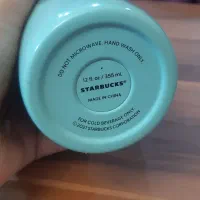 DO NOT MICROWAVE. HAND WASH ONLY.
12 fl oz / 355 mL
STARBUCKS®
MADE IN CHINA
FOR COLD BEVERAGE ONLY
STARBUCKS CORPORATION